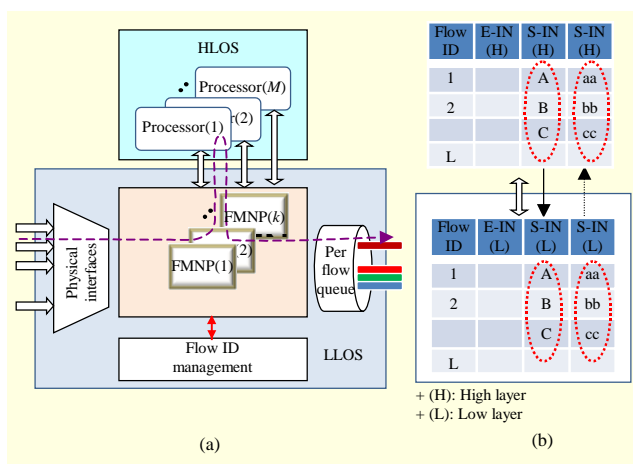 HLOS
Processor(M)
(2)
Processor(1)
FMNP(k)
2)
FMNP(1)
Physical
interfaces
Per
flow
queue
Flow ID
management
LLOS
(a)
Flow ID E-IN (H) S-IN (H) S-IN (H)
1 A aa
2 B bb
C cc
L
Flow ID E-IN (L) S-IN (L) S-IN (L)
1 A aa
2 B bb
C cc
L
+ (H): High layer
+ (L): Low layer
(b)